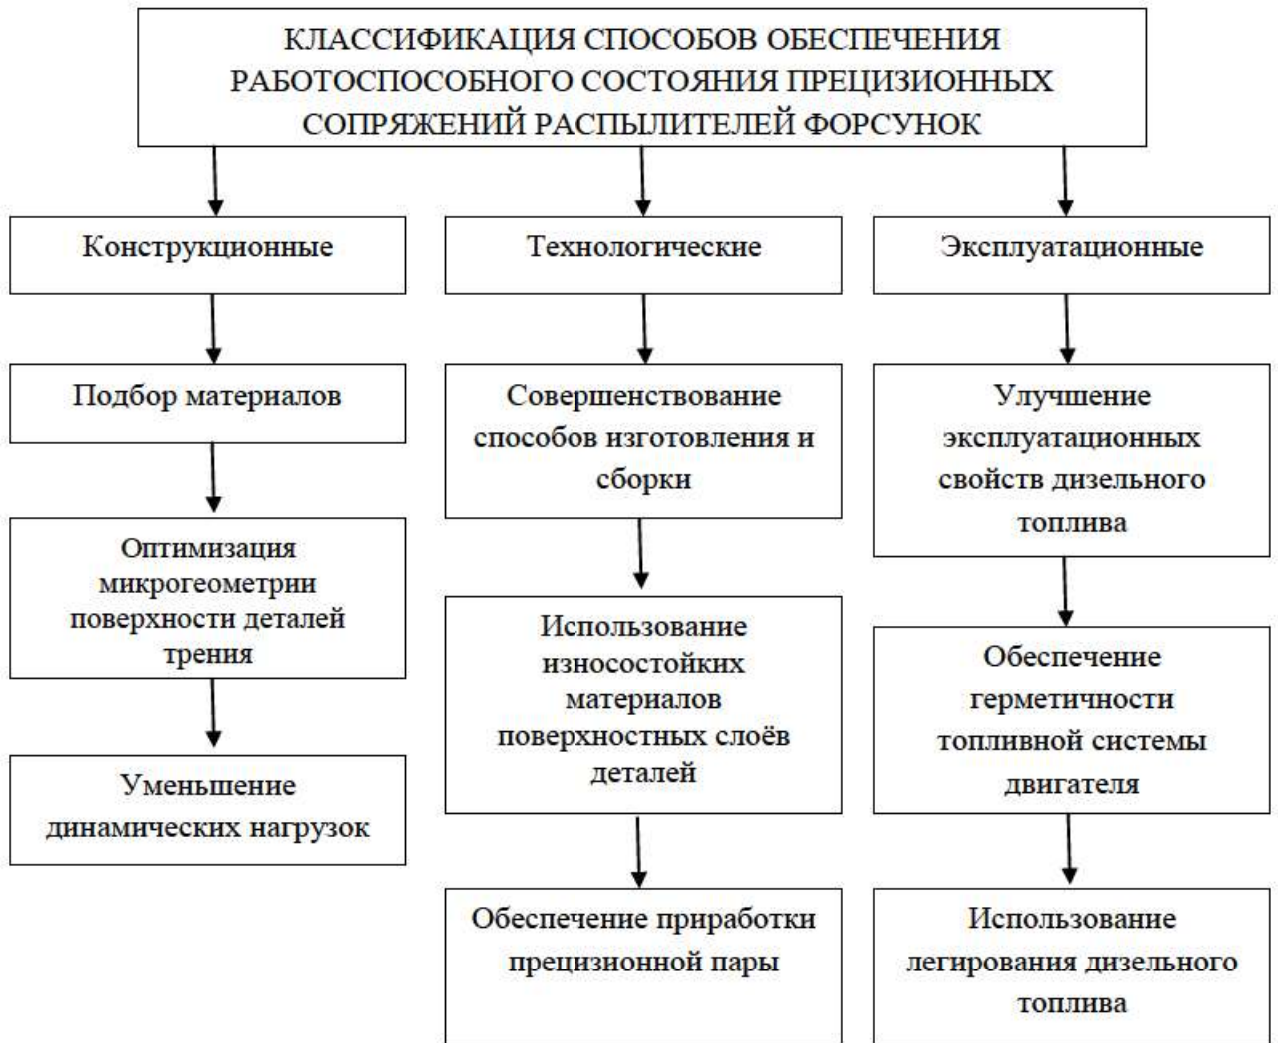 КЛАССИФИКАЦИЯ СПОСОБОВ ОБЕСПЕЧЕНИЯ
РАБОТОСПОСОБНОГО СОСТОЯНИЯ ПРЕЦИЗИОННЫХ
СОПРЯЖЕНИЙ РАСПЫЛИТЕЛЕЙ ФОРСУНОК
Конструкционные
Подбор материалов
Оптимизация
микрогеометрии
поверхности деталей
трения
Уменьшение
динамических нагрузок
Технологические
Совершенствование
способов изготовления и
сборки
Использование
износостойких
материалов
поверхностных слоёв
деталей
Обеспечение приработки
прецизионной пары
Эксплуатационные
Улучшение
эксплуатационных
свойств дизельного
топлива
Обеспечение
герметичности
топливной системы
двигателя
Использование
легирования дизельного
топлива